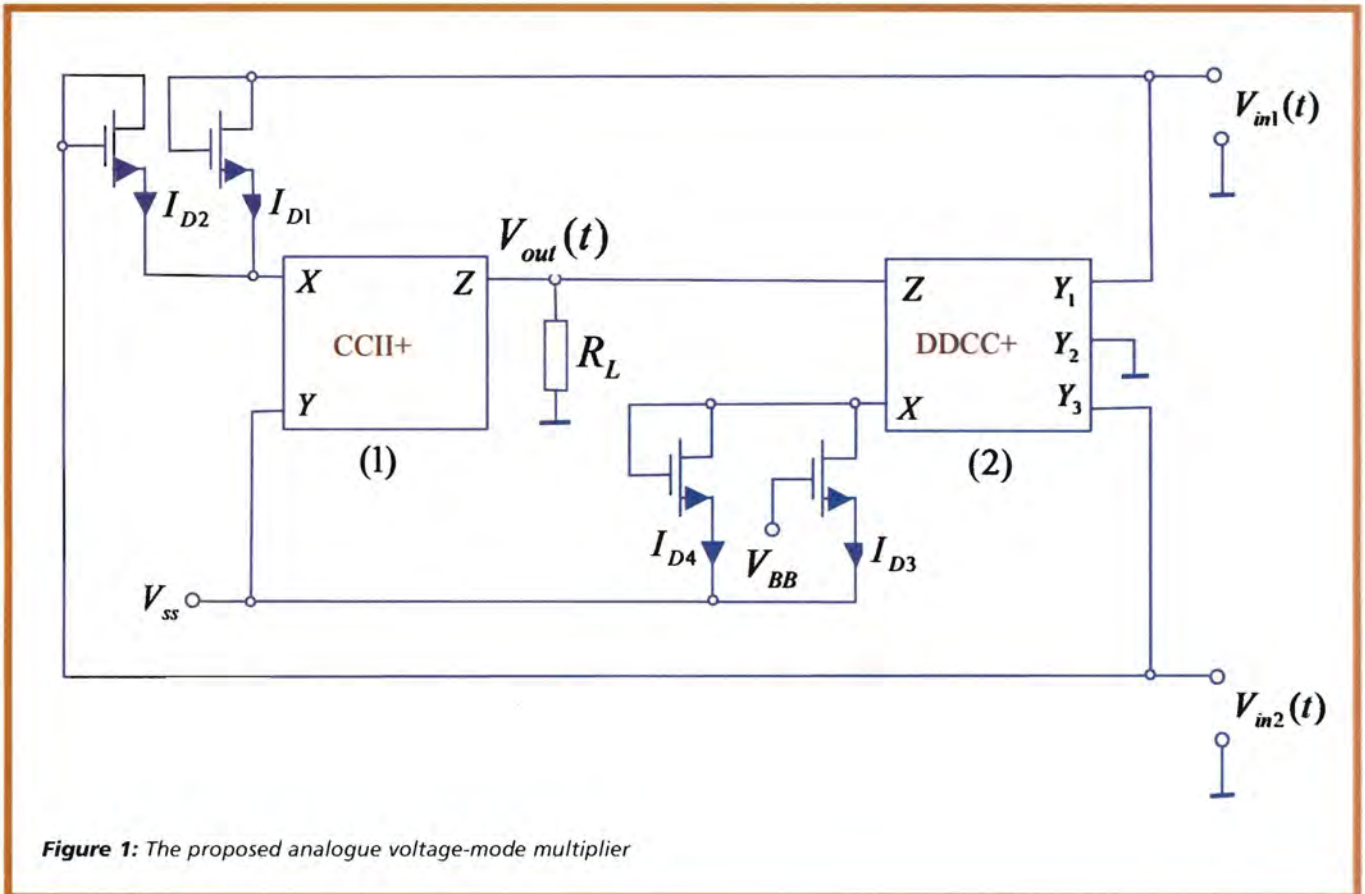 V_in1(t)
I_D2
I_D1
V_out(t)
X
Z
CCII+
Y
(1)
R_L
Z
Y_1
DDCC+
Y_2
Y_3
X
(2)
I_D4
V_BB
I_D3
V_ss
V_in2(t)
Figure 1: The proposed analogue voltage-mode multiplier